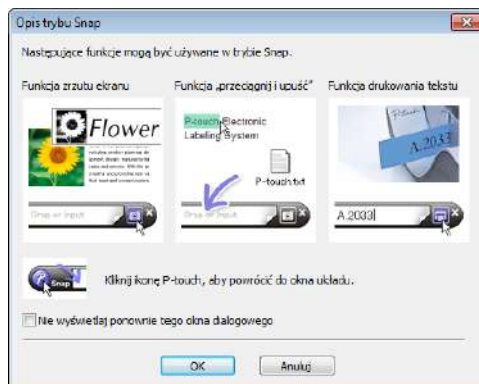 Opis trybu Snap
Następujące funkcje mogą być używane w trybie Snap.
Funkcja zrzutu ekranu
Funkcja „przeciągnij i upuść"
Funkcja drukowania tekstu
Flower
P-touch Electronic
Labeling System
P-touch.txt
Drop or Input
Drop or Input
P-touch
A.2033
A.2033
Snap
Kliknij ikonę P-touch, aby powrócić do okna układu.
Nie wyświetlaj ponownie tego okna dialogowego
OK
Anuluj